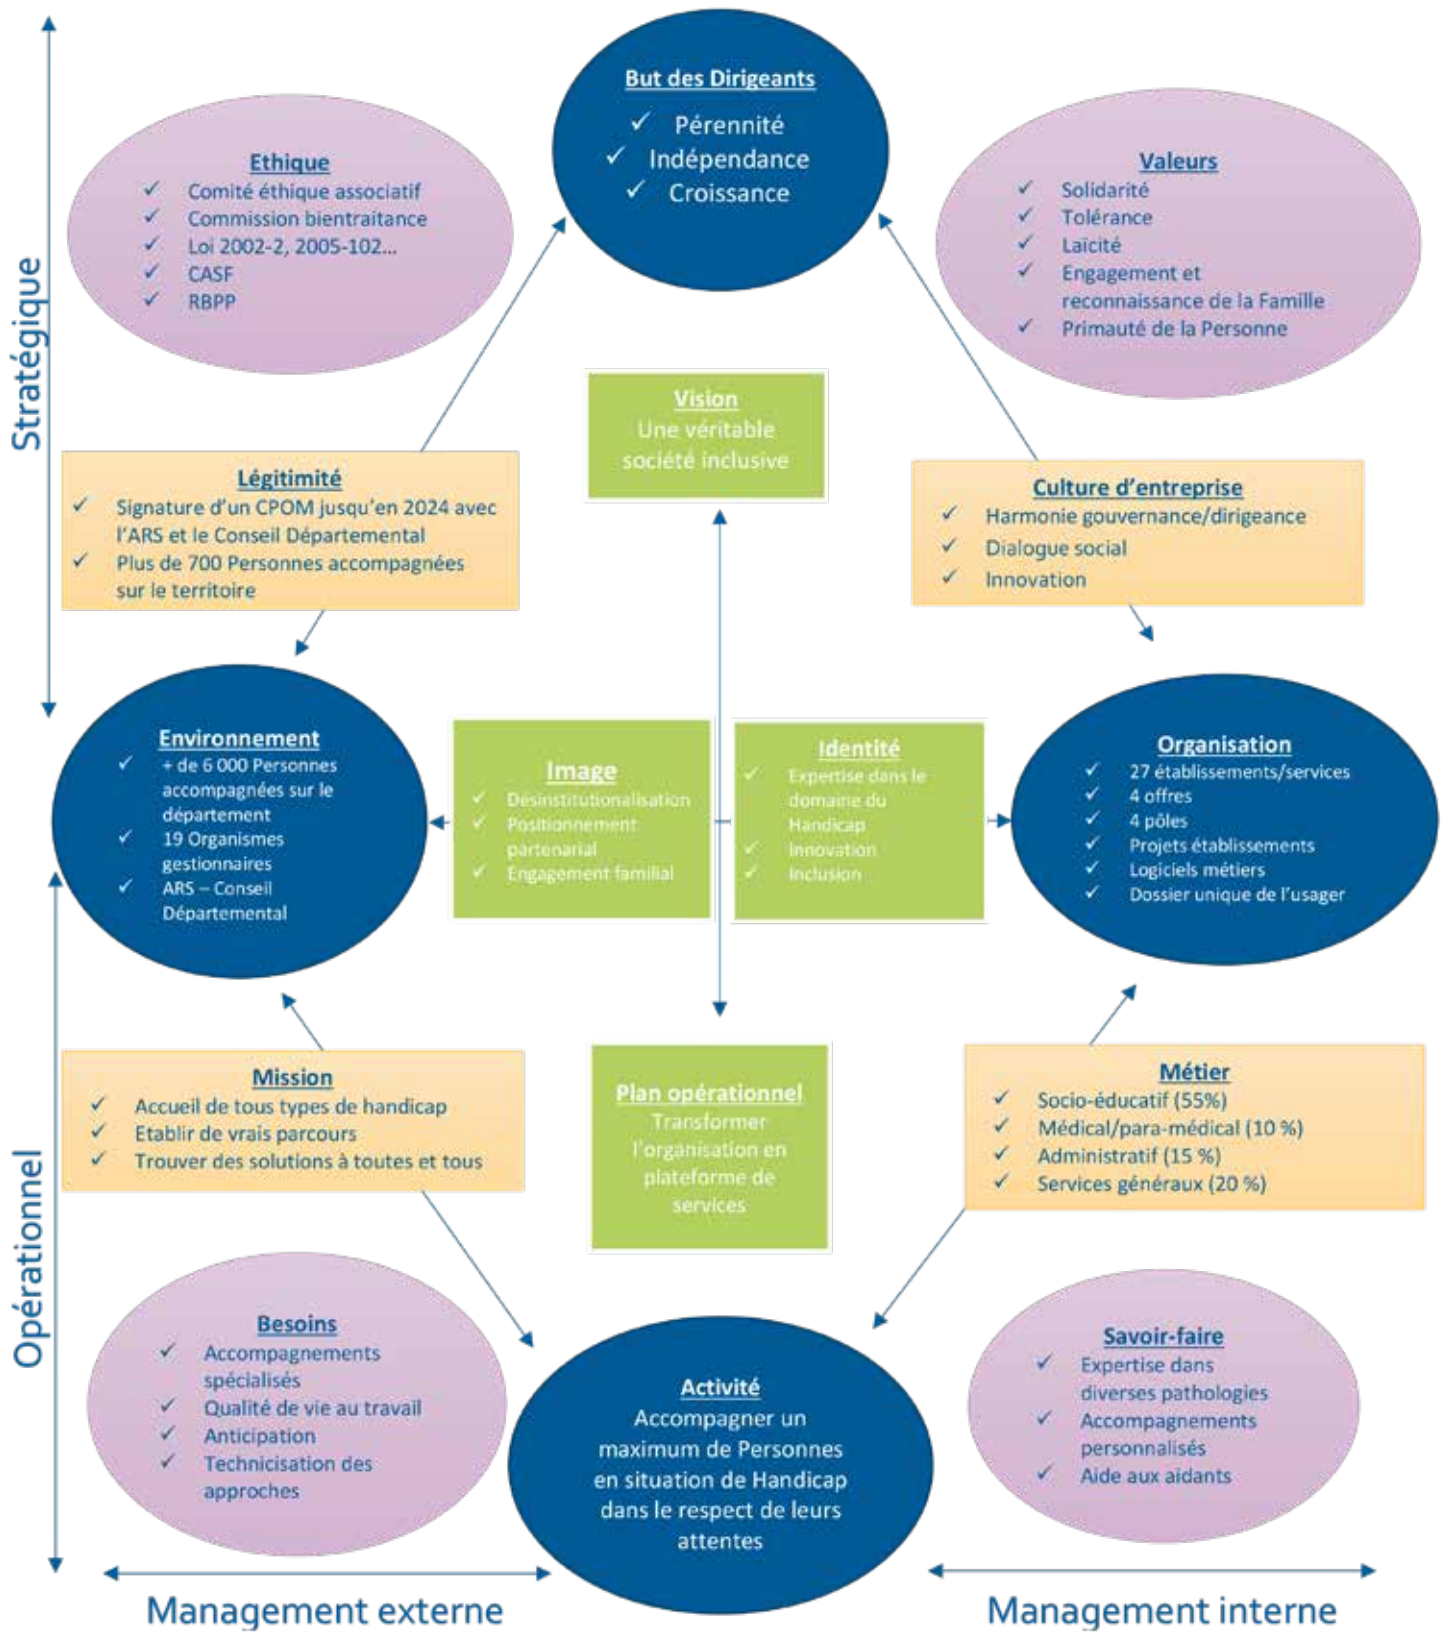 But des Dirigeants
Pérennité
Indépendance
Croissance
Ethique
Comité éthique associatif
Commission bientraitance
Loi 2002-2, 2005-102...
CASF
RBPP
Valeurs
Solidarité
Tolérance
Laïcité
Engagement et
reconnaissance de la Famille
Primauté de la Personne
Stratégique
Vision
Une véritable
société inclusive
Légitimité
Signature d'un CPOM jusqu'en 2024 avec
l'ARS et le Conseil Départemental
Plus de 700 Personnes accompagnées
sur le territoire
Culture d'entreprise
Harmonie gouvernance/dirigeance
Dialogue social
Innovation
Environnement
+ de 6 000 Personnes
accompagnées sur le
département
19 Organismes
gestionnaires
ARS – Conseil
Départemental
Image
Désinstitutionalisation
Positionnement
partenarial
Engagement familial
Identité
Expertise dans le
domaine du
Handicap
Innovation
Inclusion
Organisation
27 établissements/services
4 offres
4 pôles
Projets établissements
Logiciels métiers
Dossier unique de l'usager
Mission
Accueil de tous types de handicap
Etablir de vrais parcours
Trouver des solutions à toutes et tous
Plan opérationnel
Transformer
l'organisation en
plateforme de
services
Métier
Socio-éducatif (55%)
Médical/para-médical (10 %)
Administratif (15 %)
Services généraux (20 %)
Opérationnel
Besoins
Accompagnements
spécialisés
Qualité de vie au travail
Anticipation
Technicisation des
approches
Activité
Accompagner un
maximum de Personnes
en situation de Handicap
dans le respect de leurs
attentes
Savoir-faire
Expertise dans
diverses pathologies
Accompagnements
personnalisés
Aide aux aidants
Management externe
Management interne